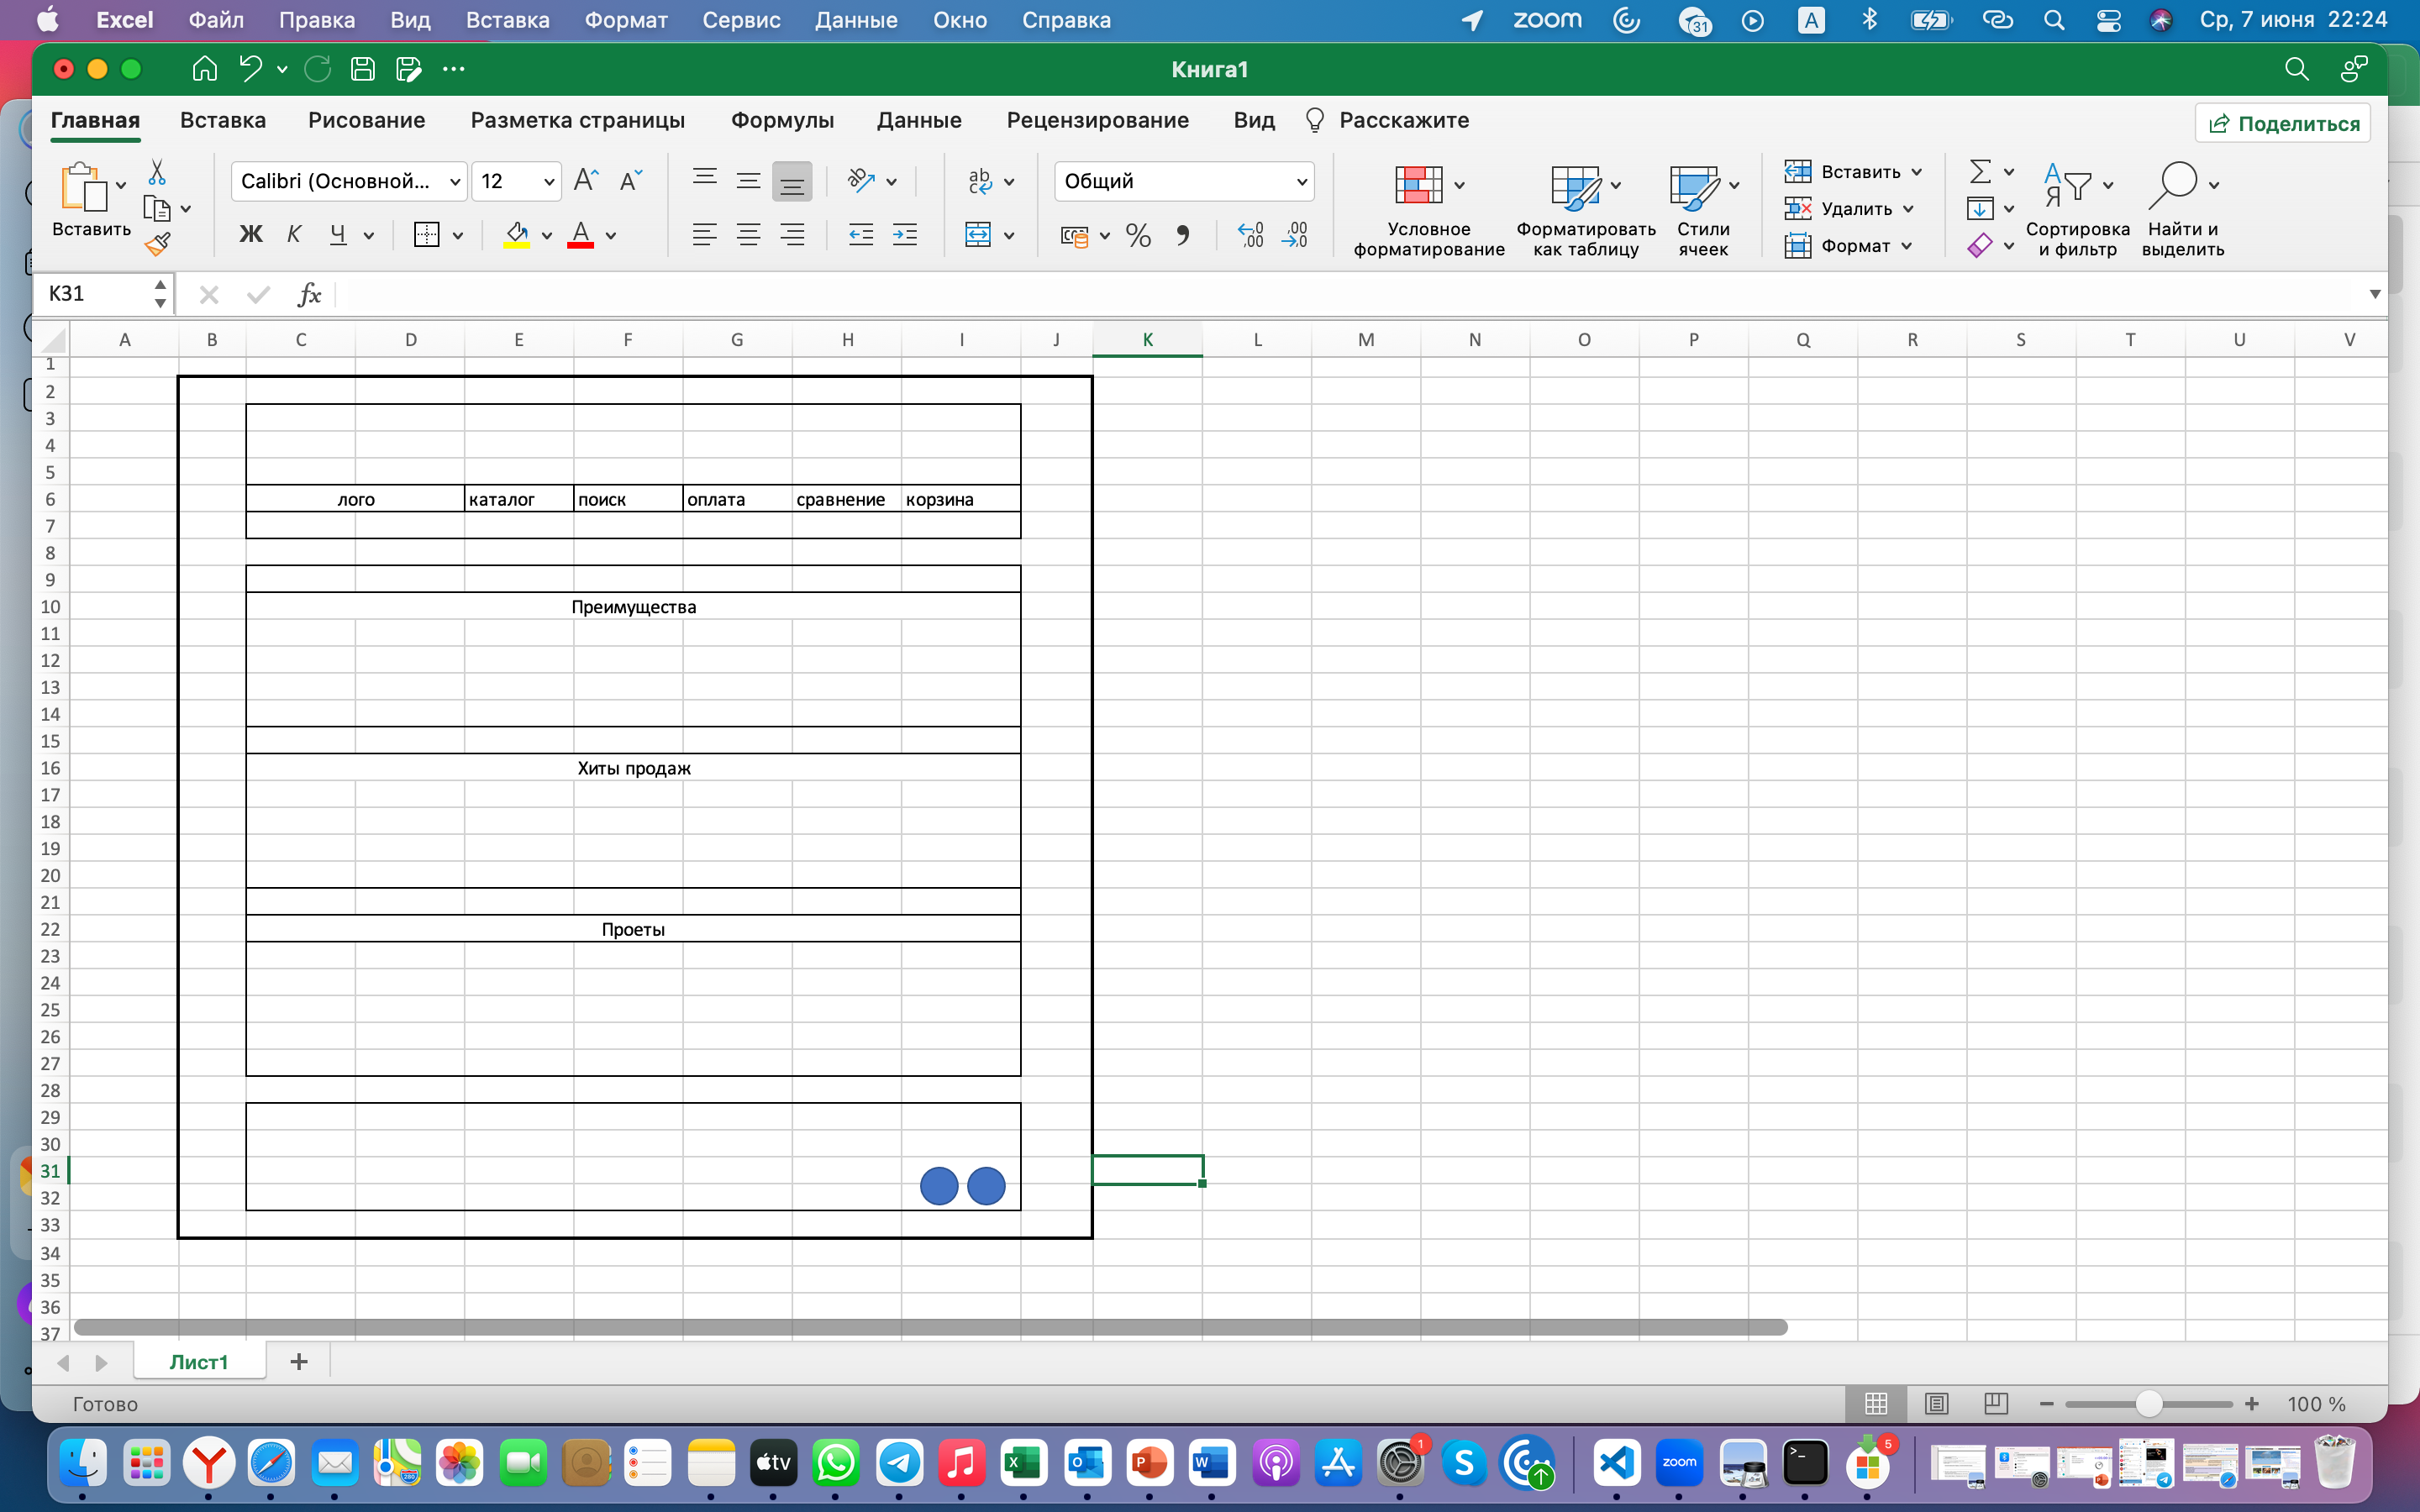 Excel Файл Правка Вид Вставка Формат Сервис Данные Окно Справка zoom 31 A Ср, 7 июня 22:24
Книга1
Главная Вставка Рисование Разметка страницы Формулы Данные Рецензирование Вид Расскажите Поделиться
Вставить
Calibri (Основной... 12
Ж К Ч
Общий
Условное форматирование
Форматировать как таблицу
Стили ячеек
Вставить
Удалить
Формат
Сортировка и фильтр
Найти и выделить
K31 fx
A B C D E F G H I J K L M N O P Q R S T U V
1
2
3
4
5
6 лого каталог поиск оплата сравнение корзина
7
8
9
10 Преимущества
11
12
13
14
15
16 Хиты продаж
17
18
19
20
21
22 Проеты
23
24
25
26
27
28
29
30
31
32
33
34
35
36
37
Лист1
Готово 100 %
tv zoom 1 5